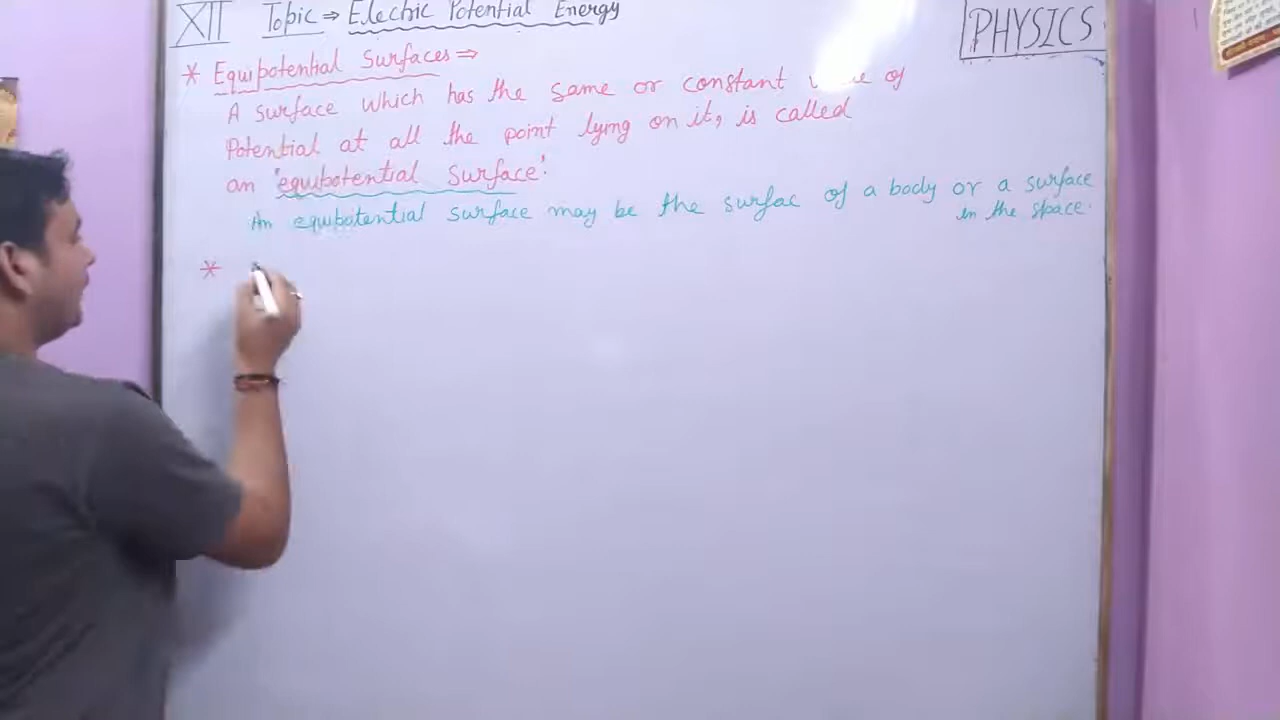 XII Topic ⇒ Electric Potential Energy
PHYSICS
* Equipotential Surfaces ⇒
A surface which has the same or constant of
Potential at all the point lying on it, is called
an 'equipotential surface'.
An equipotential surface may be the surfac of a body or a surface
in the space.
*